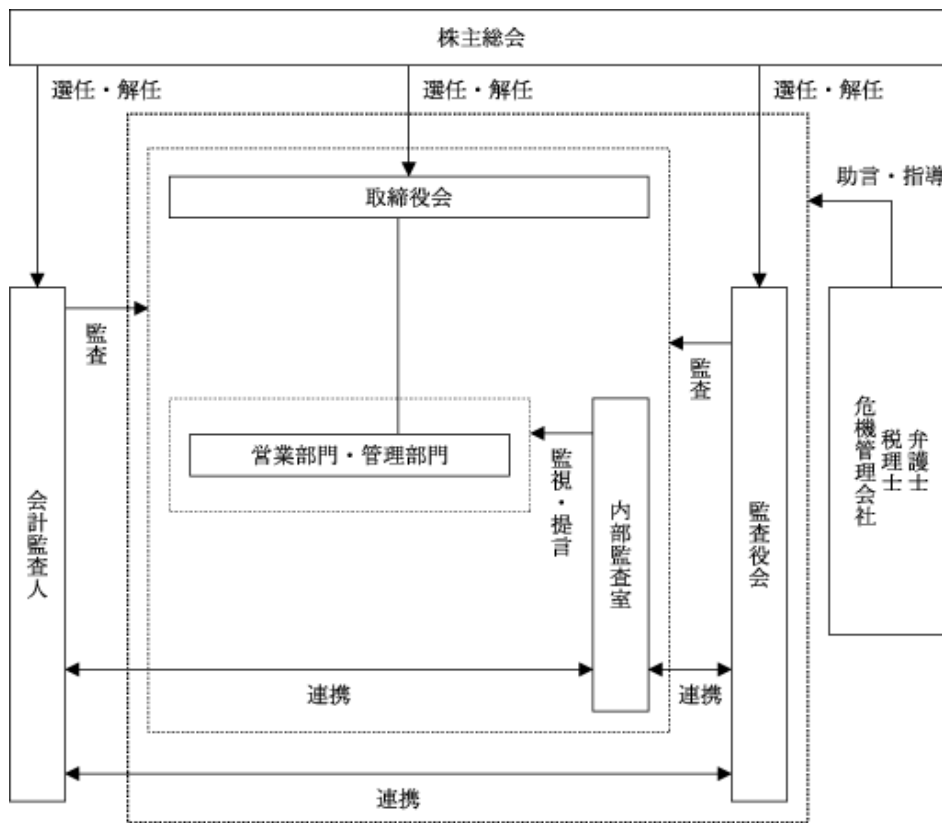 株主総会
選任・解任
選任・解任
選任・解任
取締役会
助言・指導
監査
監査
営業部門・管理部門
監視・提言
内部監査室
会計監査人
監査役会
弁護士
税理士
危機管理会社
連携
連携
連携